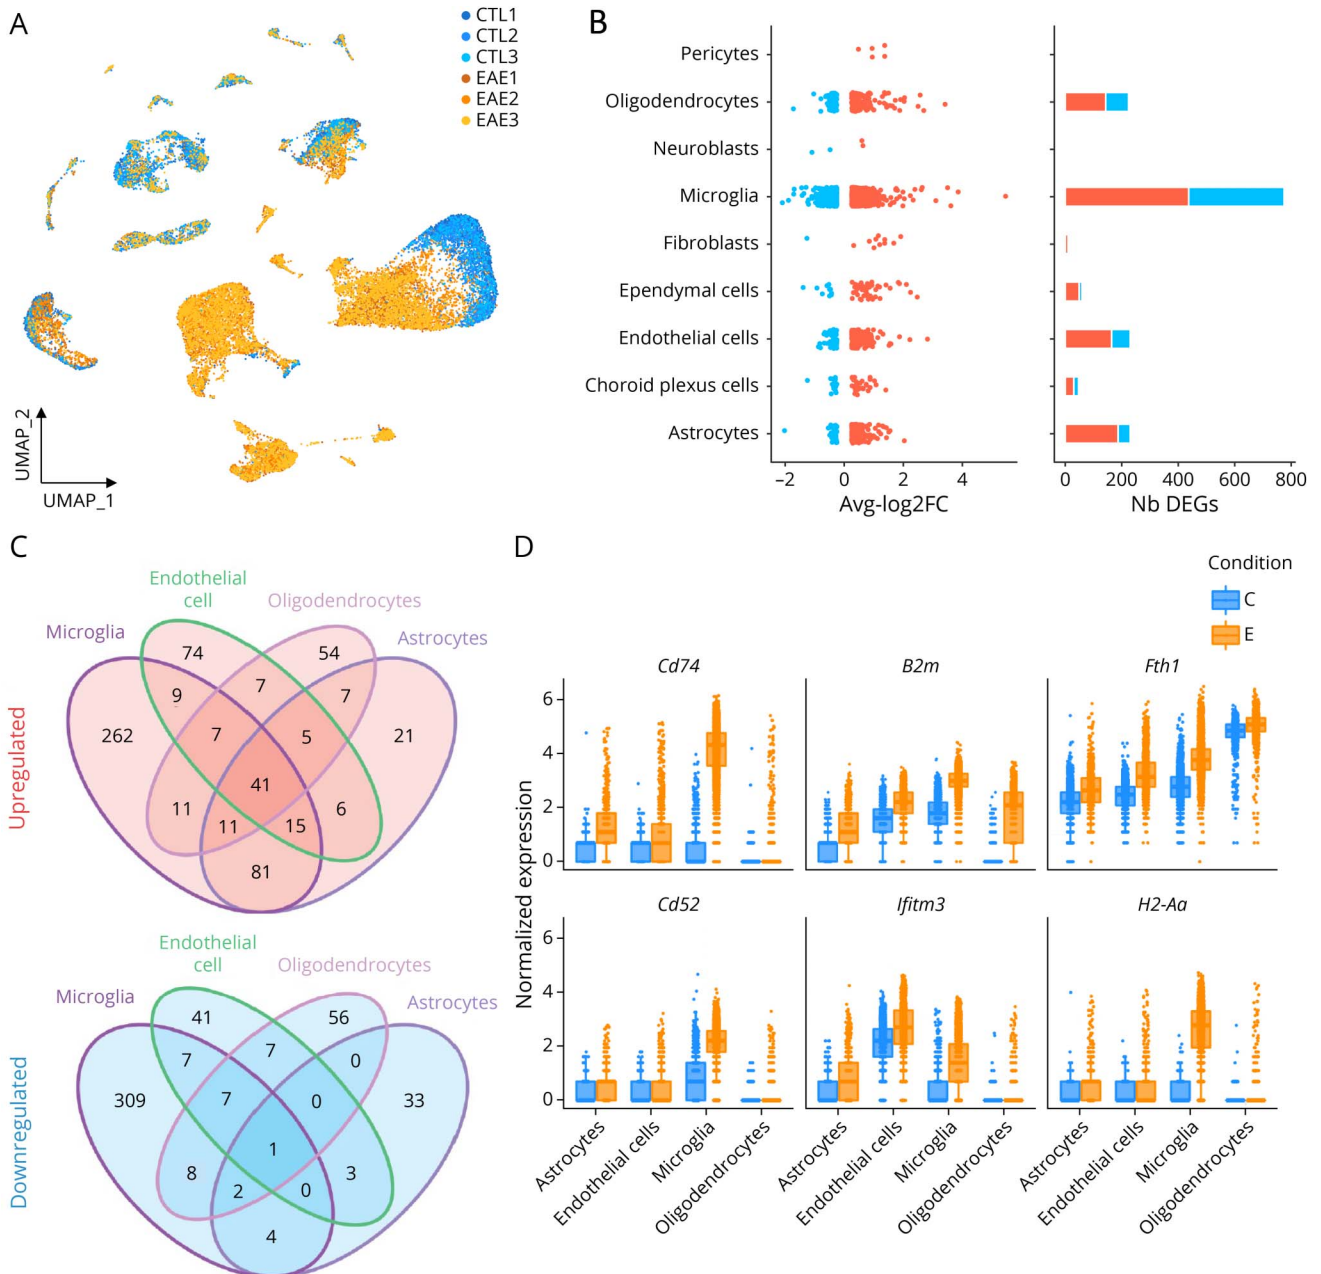 A
CTL1
CTL2
CTL3
EAE1
EAE2
EAE3
UMAP_2
UMAP_1
B
Pericytes
Oligodendrocytes
Neuroblasts
Microglia
Fibroblasts
Ependymal cells
Endothelial cells
Choroid plexus cells
Astrocytes
−2 0 2 4
Avg-log2FC
0 200 400 600 800
Nb DEGs
C
Upregulated
Endothelial
cell
Oligodendrocytes
Microglia
Astrocytes
74 54
9 7 7
262 7 5 21
41
11 11 15 6
81
Downregulated
Endothelial
cell
Oligodendrocytes
Microglia
Astrocytes
41 56
7 7 0
309 7 0 33
1
8 2 0 3
4
D
Condition
C
E
Normalized expression
Cd74 B2m Fth1
6
4
2
0
Cd52 Ifitm3 H2-Aa
6
4
2
0
Astrocytes
Endothelial cells
Microglia
Oligodendrocytes
Astrocytes
Endothelial cells
Microglia
Oligodendrocytes
Astrocytes
Endothelial cells
Microglia
Oligodendrocytes